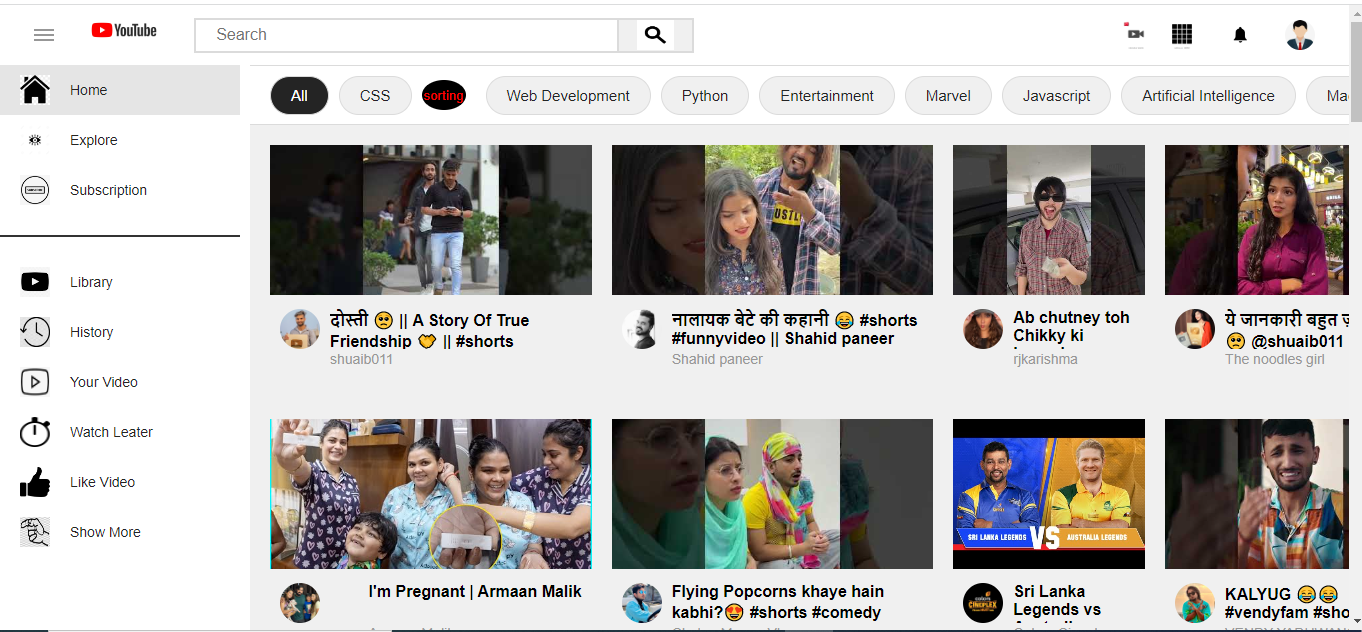 YouTube
Search
Home
Explore
Subscription
Library
History
Your Video
Watch Leater
Like Video
Show More
All
CSS
sorting
Web Development
Python
Entertainment
Marvel
Javascript
Artificial Intelligence
दोस्ती 🥺 || A Story Of True
Friendship 🤝 || #shorts
shuaib011
नालायक बेटे की कहानी 😂 #shorts
#funnyvideo || Shahid paneer
Shahid paneer
Ab chutney toh
Chikky ki
rjkarishma
ये जानकारी बहुत
🥺 @shuaib011
The noodles girl
I'm Pregnant | Armaan Malik
Flying Popcorns khaye hain
kabhi?😍 #shorts #comedy
SRI LANKA LEGENDS
VS
AUSTRALIA LEGENDS
Sri Lanka
Legends vs
KALYUG 😂😂
#vendyfam #sho